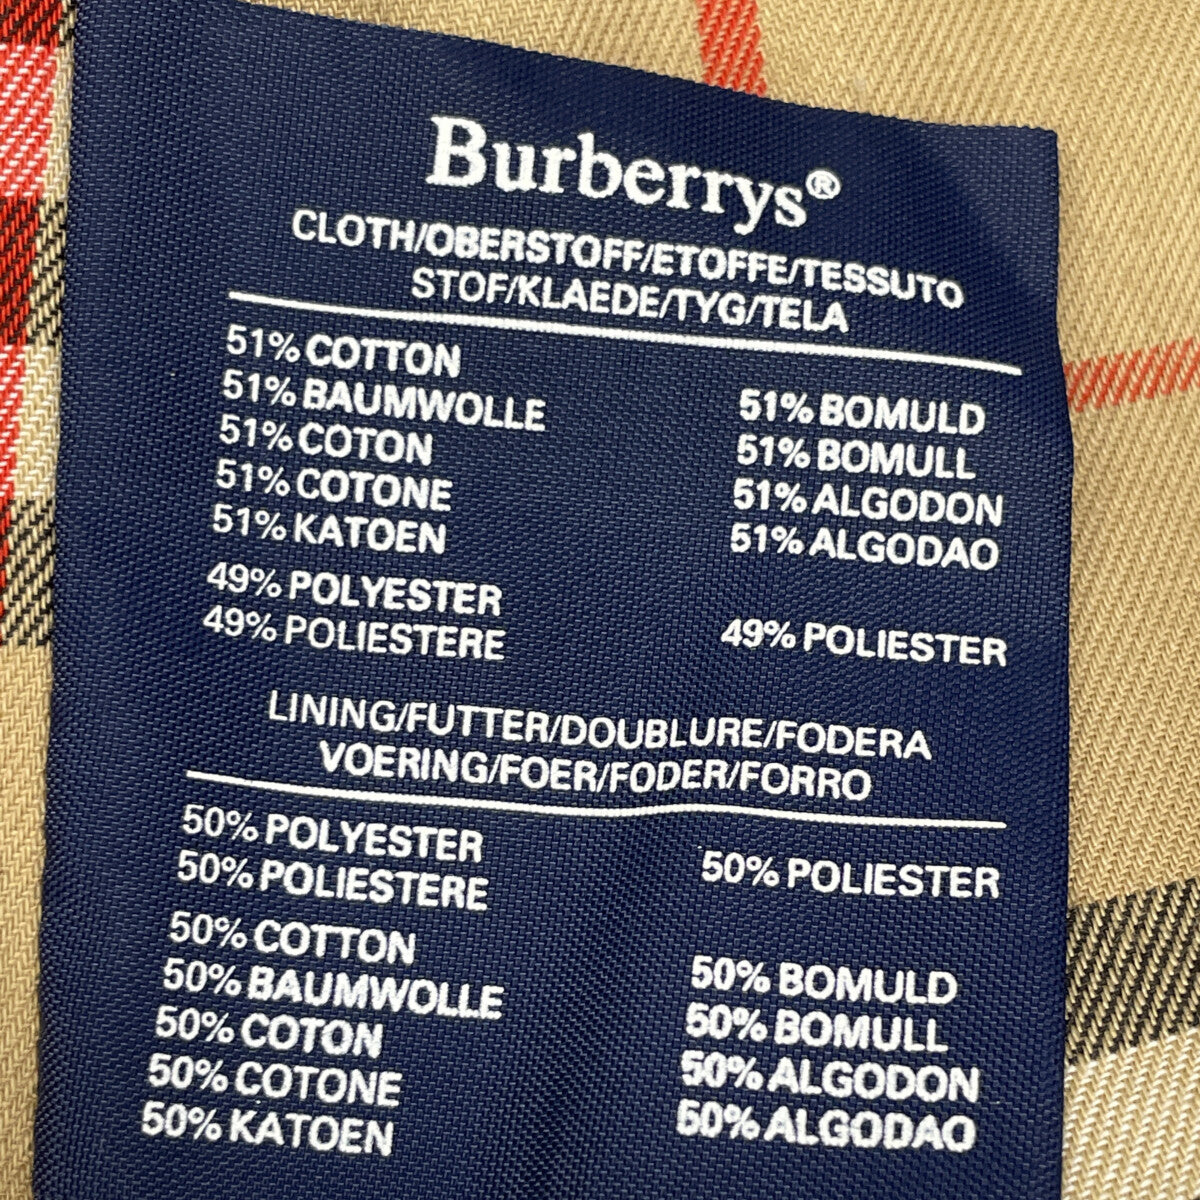 Burberrys®
CLOTH/OBERSTOFF/ETOFFE/TESSUTO
STOF/KLAEDE/TYG/TELA
51% COTTON
51% BAUMWOLLE
51% COTON
51% COTONE
51% KATOEN
51% BOMULD
51% BOMULL
51% ALGODON
51% ALGODAO
49% POLYESTER
49% POLIESTERE
49% POLIESTER
LINING/FUTTER/DOUBLURE/FODERA
VOERING/FOER/FODER/FORRO
50% POLYESTER
50% POLIESTERE
50% POLIESTER
50% COTTON
50% BAUMWOLLE
50% COTON
50% COTONE
50% KATOEN
50% BOMULD
50% BOMULL
50% ALGODON
50% ALGODAO